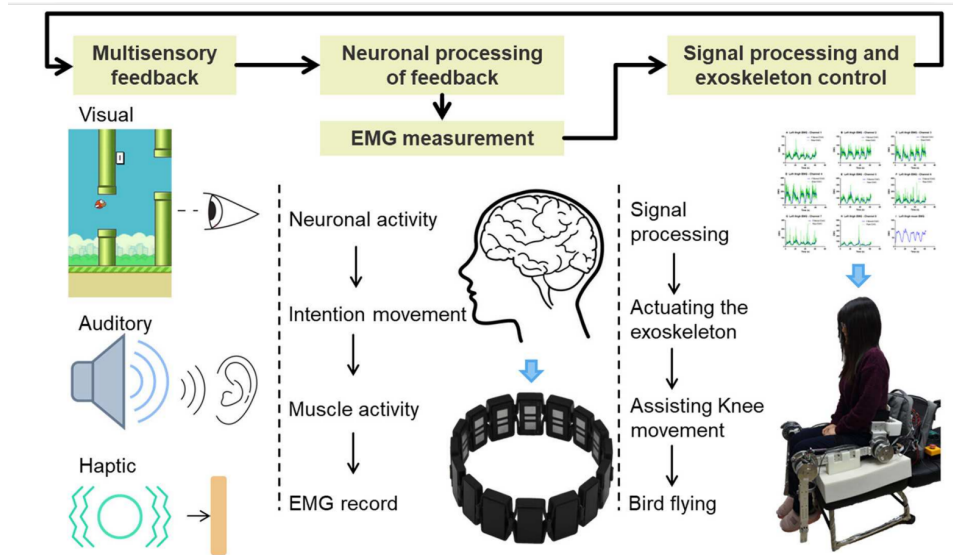 Multisensory
feedback
Neuronal processing
of feedback
Signal processing and
exoskeleton control
EMG measurement
Visual
Auditory
Haptic
Neuronal activity
Intention movement
Muscle activity
EMG record
Signal
processing
Actuating the
exoskeleton
Assisting Knee
movement
Bird flying